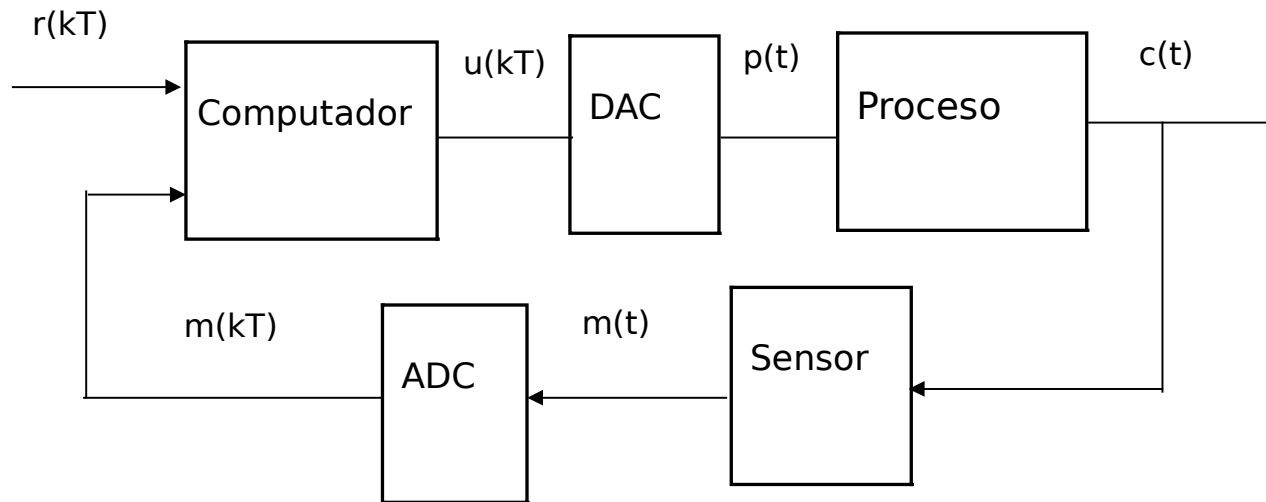 r(kT)
Computador
u(kT)
DAC
p(t)
Proceso
c(t)
m(kT)
ADC
m(t)
Sensor